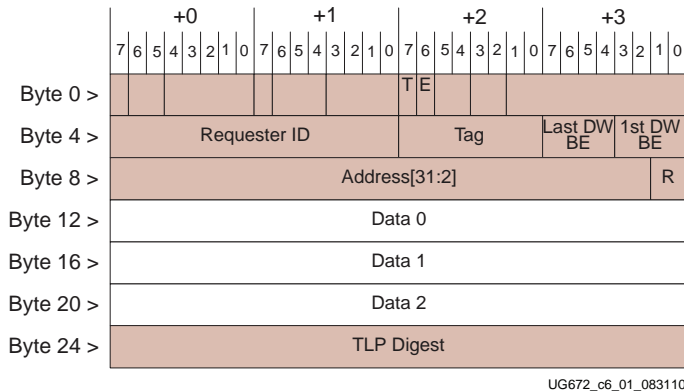 +0 +1 +2 +3
7 6 5 4 3 2 1 0 7 6 5 4 3 2 1 0 7 6 5 4 3 2 1 0 7 6 5 4 3 2 1 0
Byte 0 > T E
Byte 4 > Requester ID Tag Last DW BE 1st DW BE
Byte 8 > Address[31:2] R
Byte 12 > Data 0
Byte 16 > Data 1
Byte 20 > Data 2
Byte 24 > TLP Digest
UG672_c6_01_083110